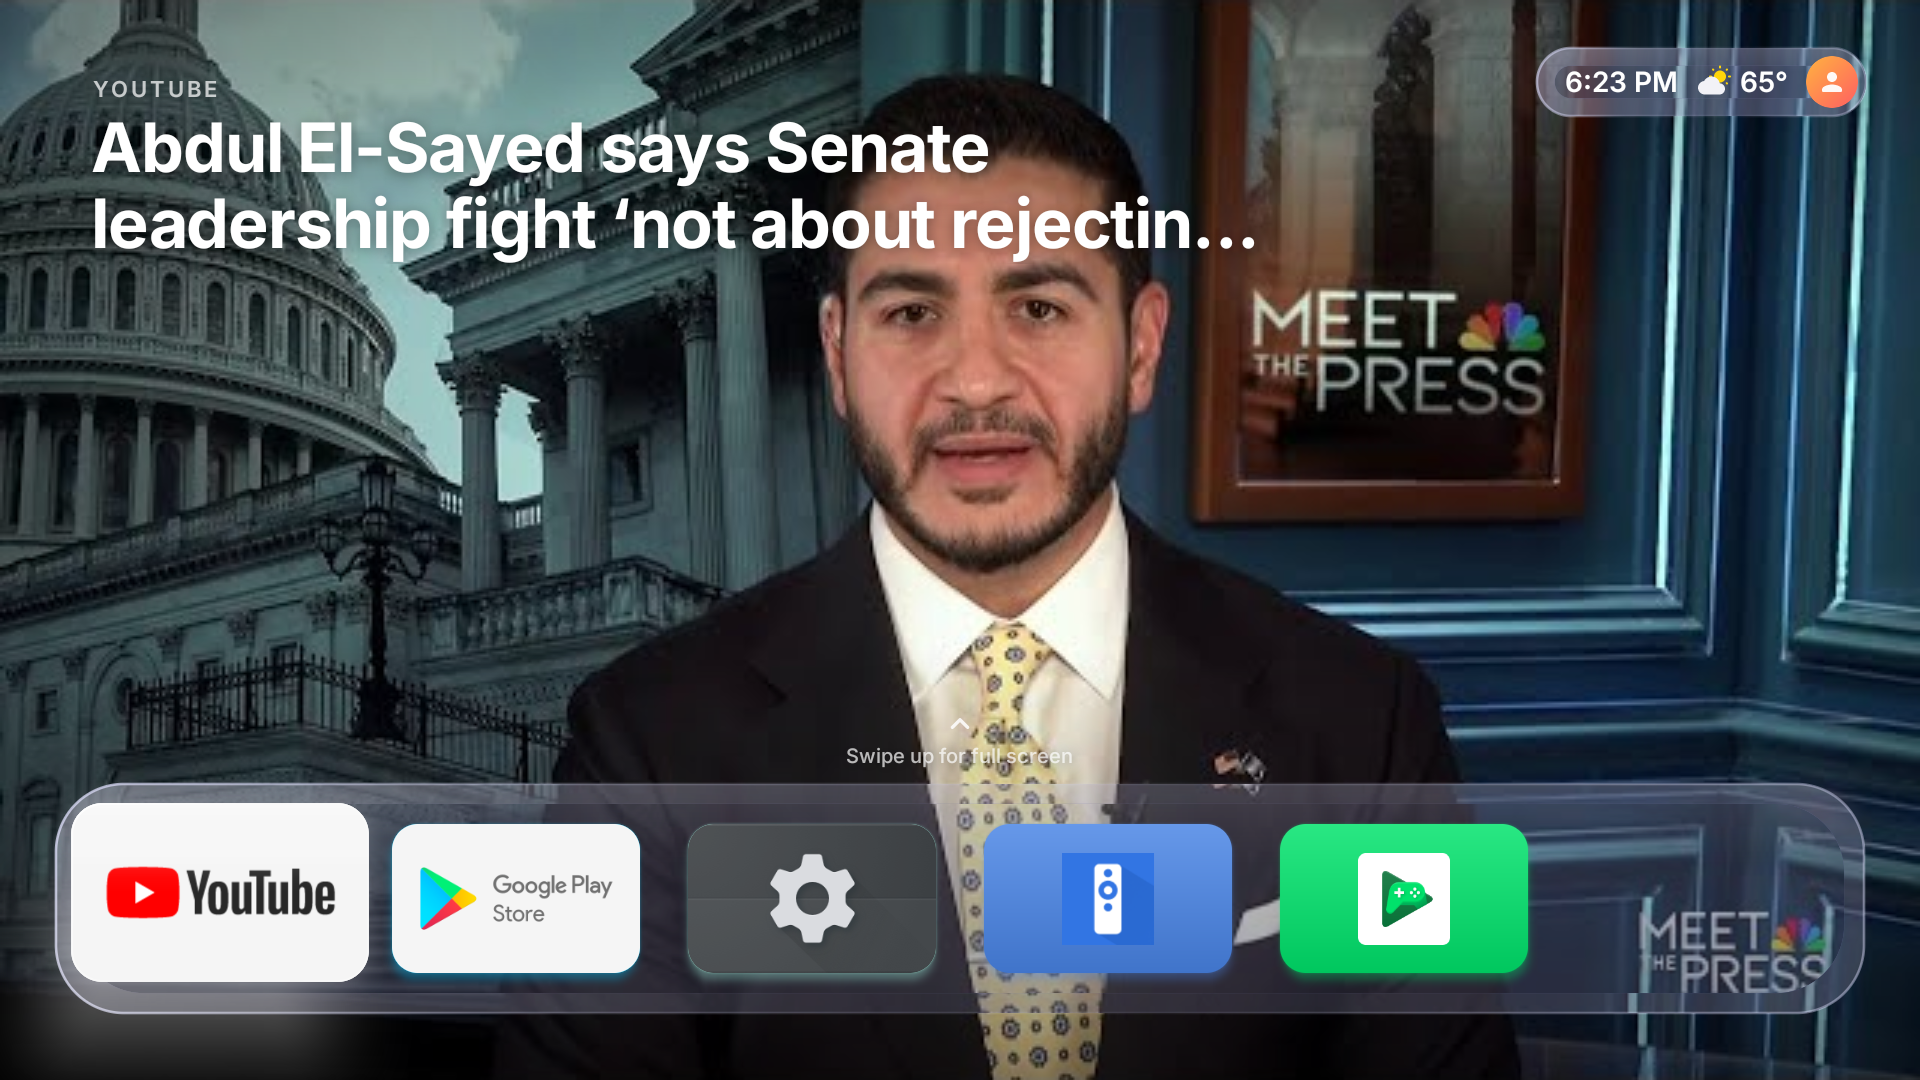 YOUTUBE
6:23 PM 65°
Abdul El-Sayed says Senate
leadership fight ‘not about rejectin…
MEET
THE PRESS
Swipe up for full screen
YouTube
Google Play
Store
MEET
THE PRESS